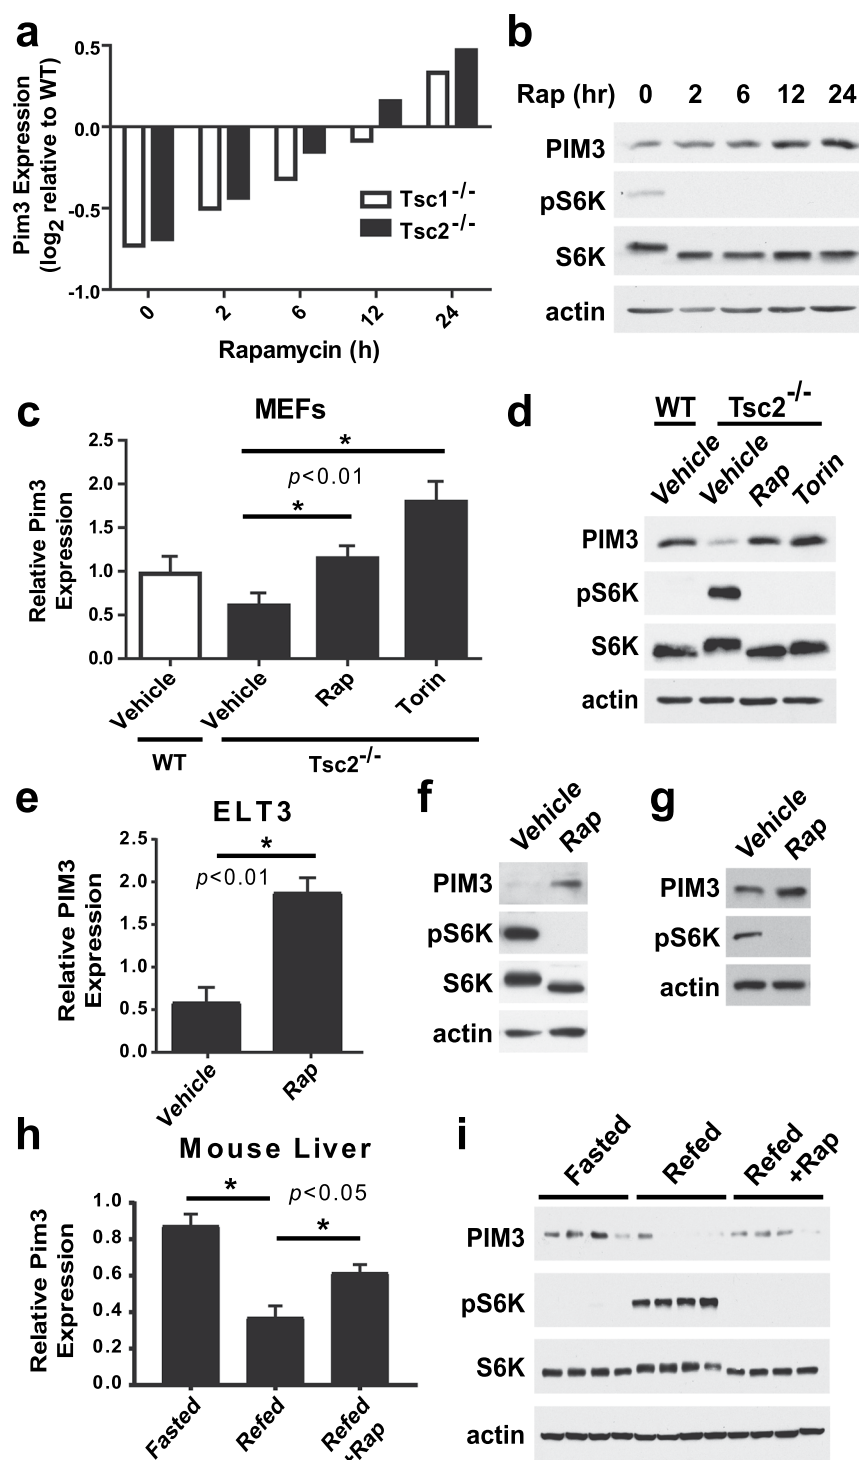 a
Pim3 Expression
(log2 relative to WT)
0.5
0.0
-0.5
-1.0
Tsc1-/-
Tsc2-/-
0 2 6 12 24
Rapamycin (h)
b
Rap (hr) 0 2 6 12 24
PIM3
pS6K
S6K
actin
c
MEFs
Relative Pim3
Expression
2.5
2.0
1.5
1.0
0.5
0.0
*
p<0.01
*
Vehicle Vehicle Rap Torin
WT Tsc2-/-
d
WT Tsc2-/-
Vehicle Vehicle Rap Torin
PIM3
pS6K
S6K
actin
e
ELT3
Relative PIM3
Expression
2.5
2.0
1.5
1.0
0.5
0.0
*
p<0.01
Vehicle Rap
f
Vehicle Rap
PIM3
pS6K
S6K
actin
g
Vehicle Rap
PIM3
pS6K
actin
h
Mouse Liver
Relative Pim3
Expression
1.0
0.8
0.6
0.4
0.2
0.0
*
p<0.05
*
Fasted Refed Refed
+Rap
i
Fasted Refed Refed
+Rap
PIM3
pS6K
S6K
actin